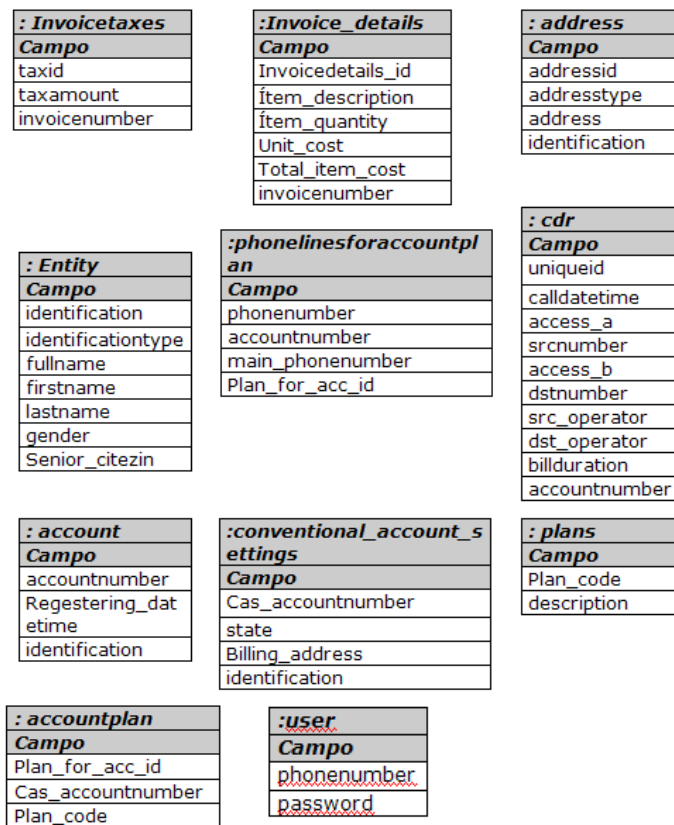 : Invoicetaxes
Campo
taxid
taxamount
invoicenumber
:Invoice_details
Campo
Invoicedetails_id
Ítem_description
Ítem_quantity
Unit_cost
Total_item_cost
invoicenumber
: address
Campo
addressid
addresstype
address
identification
: Entity
Campo
identification
identificationtype
fullname
firstname
lastname
gender
Senior_citezin
:phonelinesforaccountpl
an
Campo
phonenumber
accountnumber
main_phonenumber
Plan_for_acc_id
: cdr
Campo
uniqueid
calldatetime
access_a
srcnumber
access_b
dstnumber
src_operator
dst_operator
billduration
accountnumber
: account
Campo
accountnumber
Regestering_dat
etime
identification
:conventional_account_s
ettings
Campo
Cas_accountnumber
state
Billing_address
identification
: plans
Campo
Plan_code
description
: accountplan
Campo
Plan_for_acc_id
Cas_accountnumber
Plan_code
:user
Campo
phonenumber
password